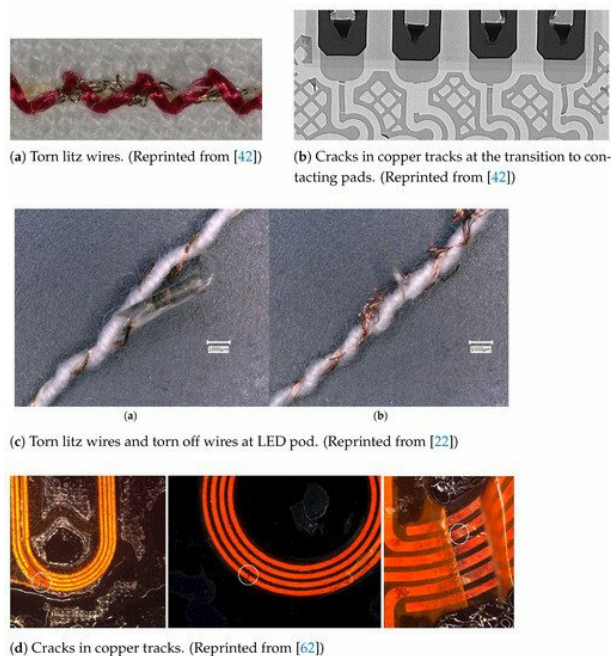 (a) Torn litz wires. (Reprinted from [42])
(b) Cracks in copper tracks at the transition to con-
tacting pads. (Reprinted from [42])
1000µm
1000µm
(a)
(b)
(c) Torn litz wires and torn off wires at LED pod. (Reprinted from [22])
(d) Cracks in copper tracks. (Reprinted from [62])